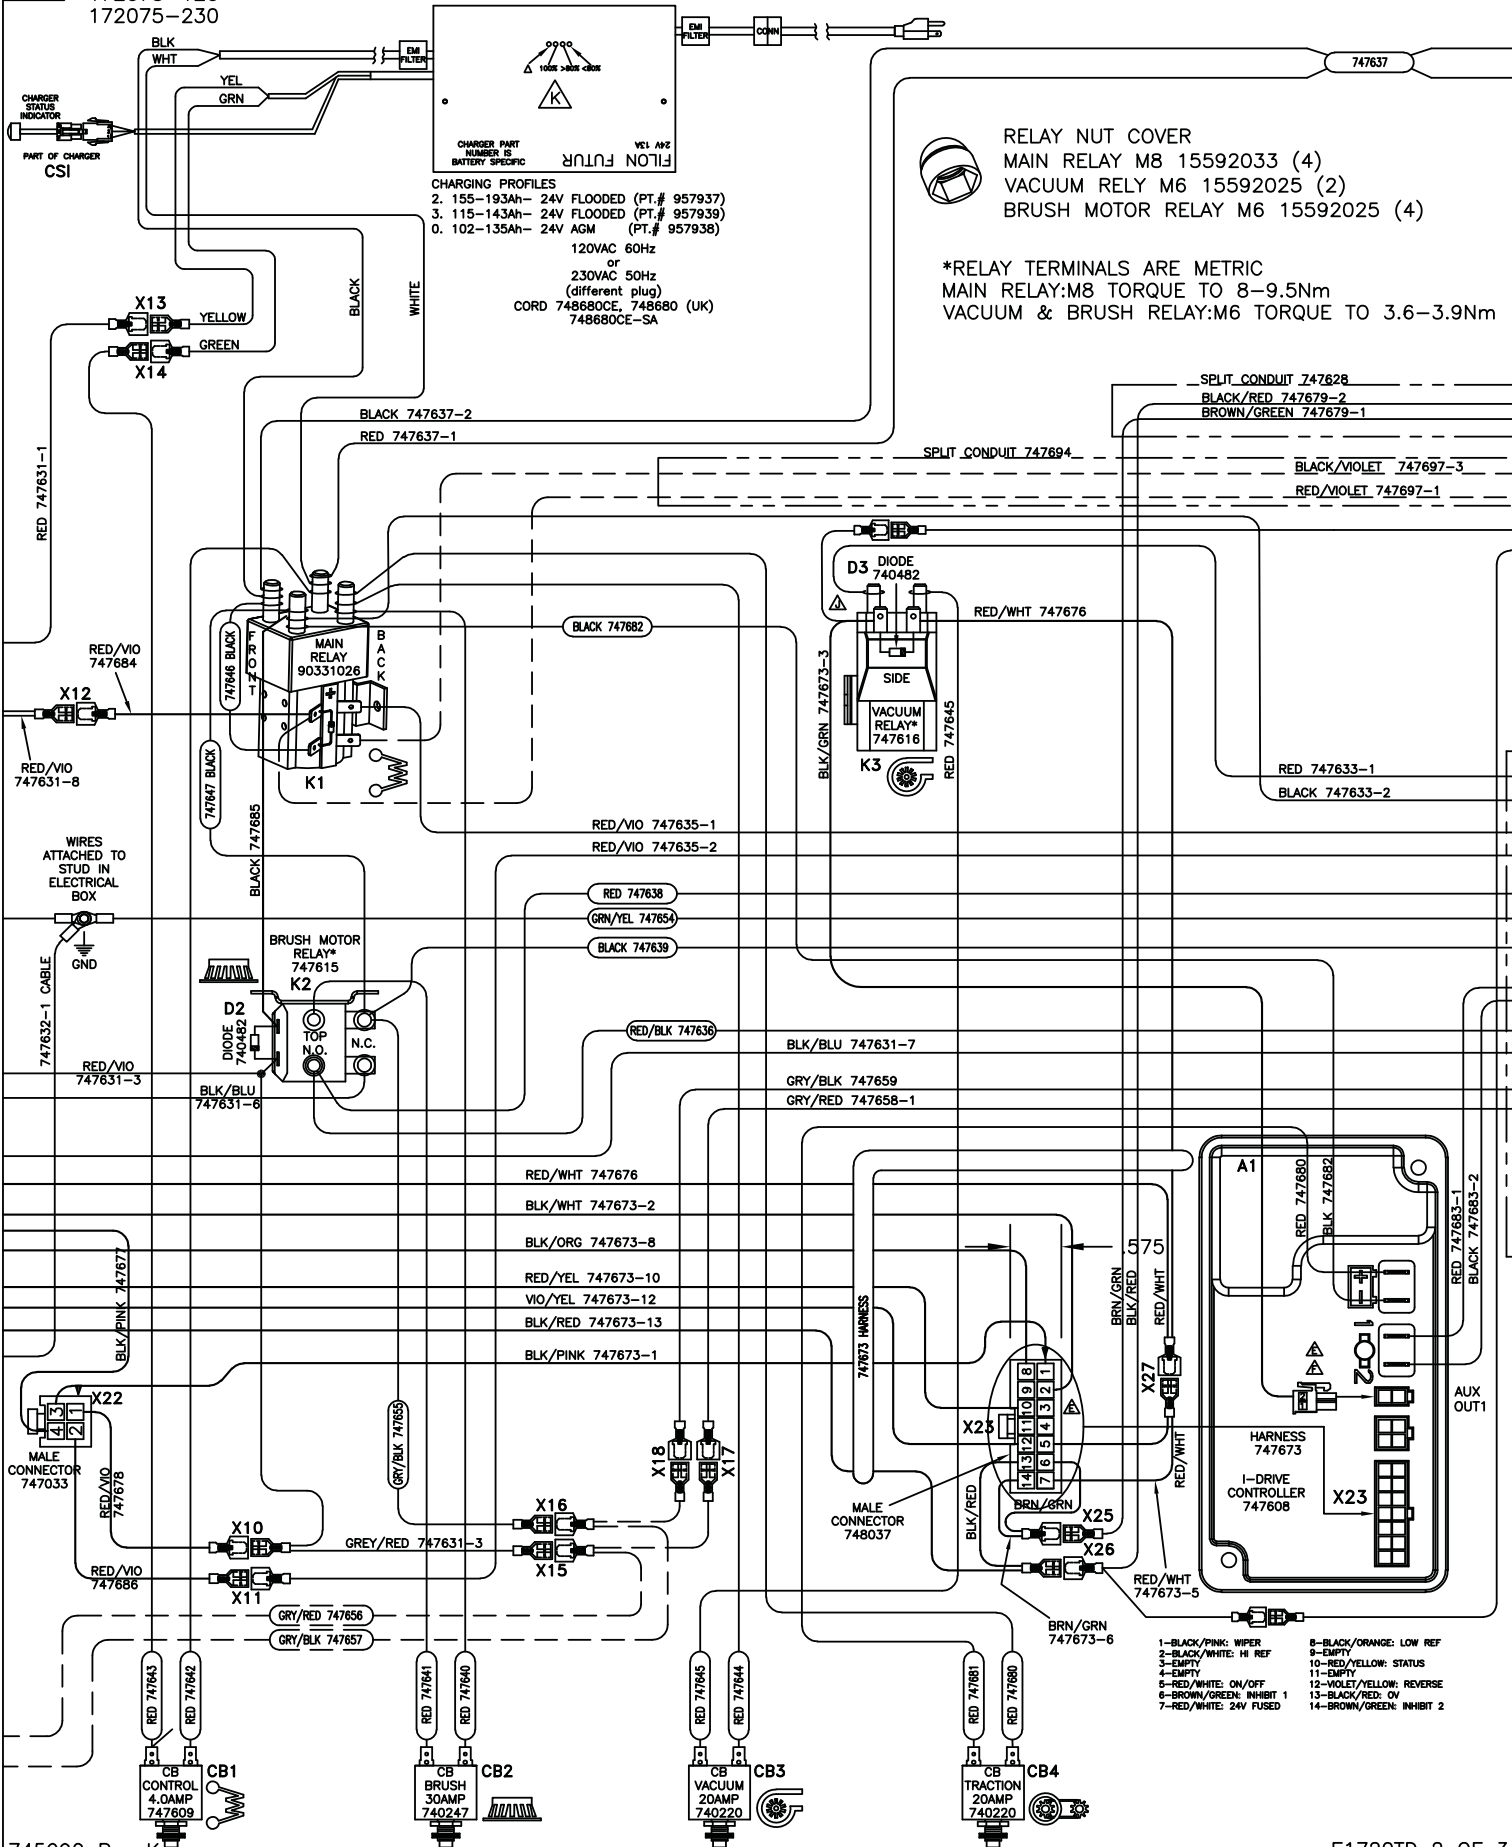 172075-230
BLK
WHT
YEL
GRN
CHARGER
STATUS
INDICATOR
PART OF CHARGER
CSI
EMI
FILTER
100% >80% <80%
K
CHARGER PART
NUMBER IS
BATTERY SPECIFIC
FILON FUTUR
24V 13A
EMI
FILTER
CONN
747637
CHARGING PROFILES
2. 155-193Ah- 24V FLOODED (PT.# 957937)
3. 115-143Ah- 24V FLOODED (PT.# 957939)
0. 102-135Ah- 24V AGM (PT.# 957938)
120VAC 60Hz
or
230VAC 50Hz
(different plug)
CORD 748680CE, 748680 (UK)
748680CE-SA
RELAY NUT COVER
MAIN RELAY M8 15592033 (4)
VACUUM RELY M6 15592025 (2)
BRUSH MOTOR RELAY M6 15592025 (4)
*RELAY TERMINALS ARE METRIC
MAIN RELAY:M8 TORQUE TO 8-9.5Nm
VACUUM & BRUSH RELAY:M6 TORQUE TO 3.6-3.9Nm
X13
YELLOW
GREEN
X14
BLACK
WHITE
SPLIT CONDUIT 747628
BLACK/RED 747679-2
BROWN/GREEN 747679-1
BLACK 747637-2
RED 747637-1
SPLIT CONDUIT 747694
BLACK/VIOLET 747697-3
RED/VIOLET 747697-1
RED 747631-1
D3
DIODE
740482
J
RED/WHT 747676
BLACK 747682
FRONT
BACK
MAIN
RELAY
90331026
747646 BLACK
RED/VIO
747684
X12
RED/VIO
747631-8
SIDE
VACUUM
RELAY*
747616
K3
BLK/GRN 747673-3
RED 747645
K1
747647 BLACK
BLACK 747685
RED 747633-1
BLACK 747633-2
RED/VIO 747635-1
RED/VIO 747635-2
WIRES
ATTACHED TO
STUD IN
ELECTRICAL
BOX
GND
RED 747638
GRN/YEL 747654
BLACK 747639
BRUSH MOTOR
RELAY*
747615
K2
D2
DIODE
740482
TOP
N.O.
N.C.
747632-1 CABLE
RED/VIO
747631-3
BLK/BLU
747631-6
RED/BLK 747636
BLK/BLU 747631-7
GRY/BLK 747659
GRY/RED 747658-1
RED/WHT 747676
BLK/WHT 747673-2
BLK/ORG 747673-8
RED/YEL 747673-10
VIO/YEL 747673-12
BLK/RED 747673-13
BLK/PINK 747673-1
BLK/PINK 747677
747673 HARNESS
.575
BRN/GRN
BLK/RED
RED/WHT
A1
RED 747680
BLK 747682
RED 747683-1
BLACK 747683-2
+
-
1
2
E
F
AUX
OUT1
HARNESS
747673
I-DRIVE
CONTROLLER
747608
X23
X22
3 1
4 2
MALE
CONNECTOR
747033
RED/VIO
747678
X10
RED/VIO
747686
X11
GRY/BLK 747655
X16
GREY/RED 747631-3
X15
X18
X17
X23
8 1
9 2
10 3
11 4
12 5
13 6
14 7
E
X27
RED/WHT
MALE
CONNECTOR
748037
BLK/RED
BRN/GRN
X25
X26
RED/WHT
747673-5
BRN/GRN
747673-6
GRY/RED 747656
GRY/BLK 747657
1-BLACK/PINK: WIPER
2-BLACK/WHITE: HI REF
3-EMPTY
4-EMPTY
5-RED/WHITE: ON/OFF
6-BROWN/GREEN: INHIBIT 1
7-RED/WHITE: 24V FUSED
8-BLACK/ORANGE: LOW REF
9-EMPTY
10-RED/YELLOW: STATUS
11-EMPTY
12-VIOLET/YELLOW: REVERSE
13-BLACK/RED: 0V
14-BROWN/GREEN: INHIBIT 2
RED 747643
RED 747642
RED 747641
RED 747640
RED 747645
RED 747644
RED 747681
RED 747680
CB
CONTROL
4.0AMP
747609
CB1
CB
BRUSH
30AMP
740247
CB2
CB
VACUUM
20AMP
740220
CB3
CB
TRACTION
20AMP
740220
CB4